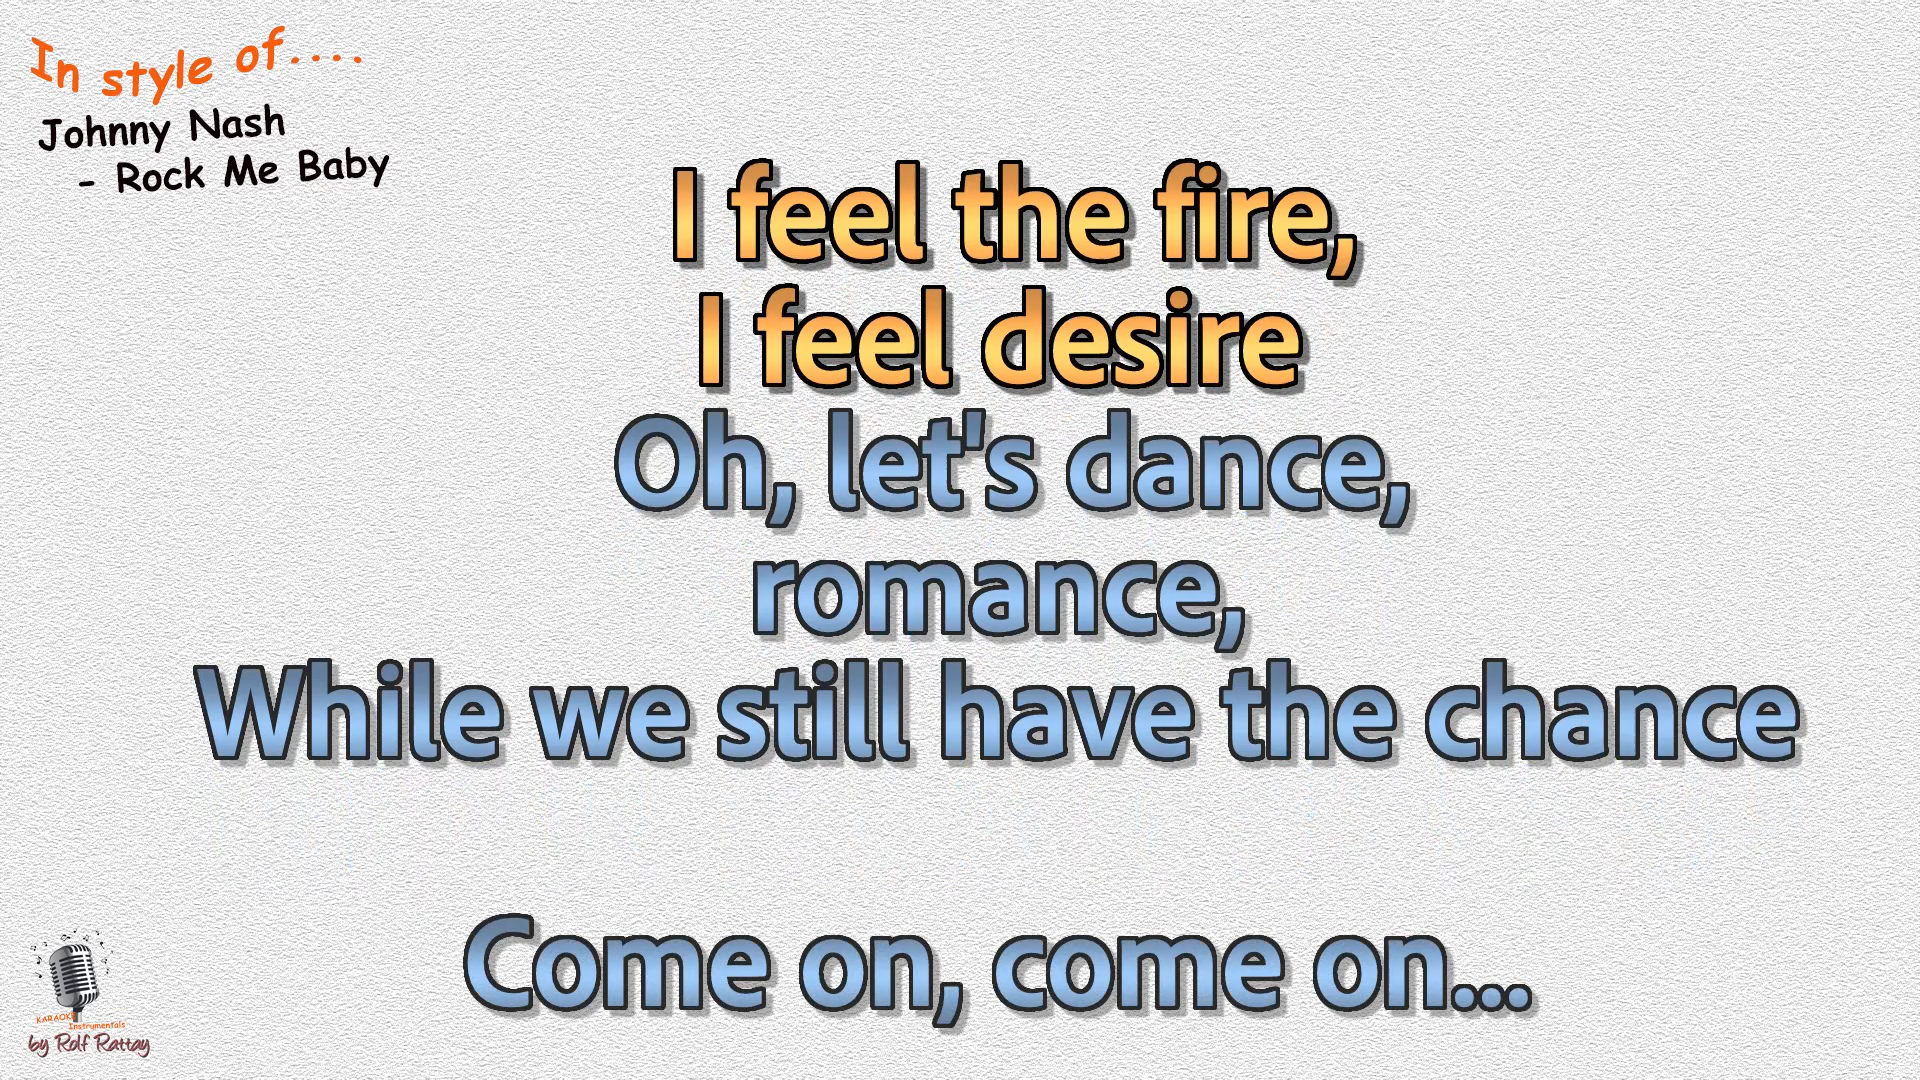 In style of....
Johnny Nash
- Rock Me Baby
I feel the fire,
I feel desire
Oh, let's dance,
romance,
While we still have the chance
Come on, come on...
KARAOKE
Instrumentals
by Rolf Rattay